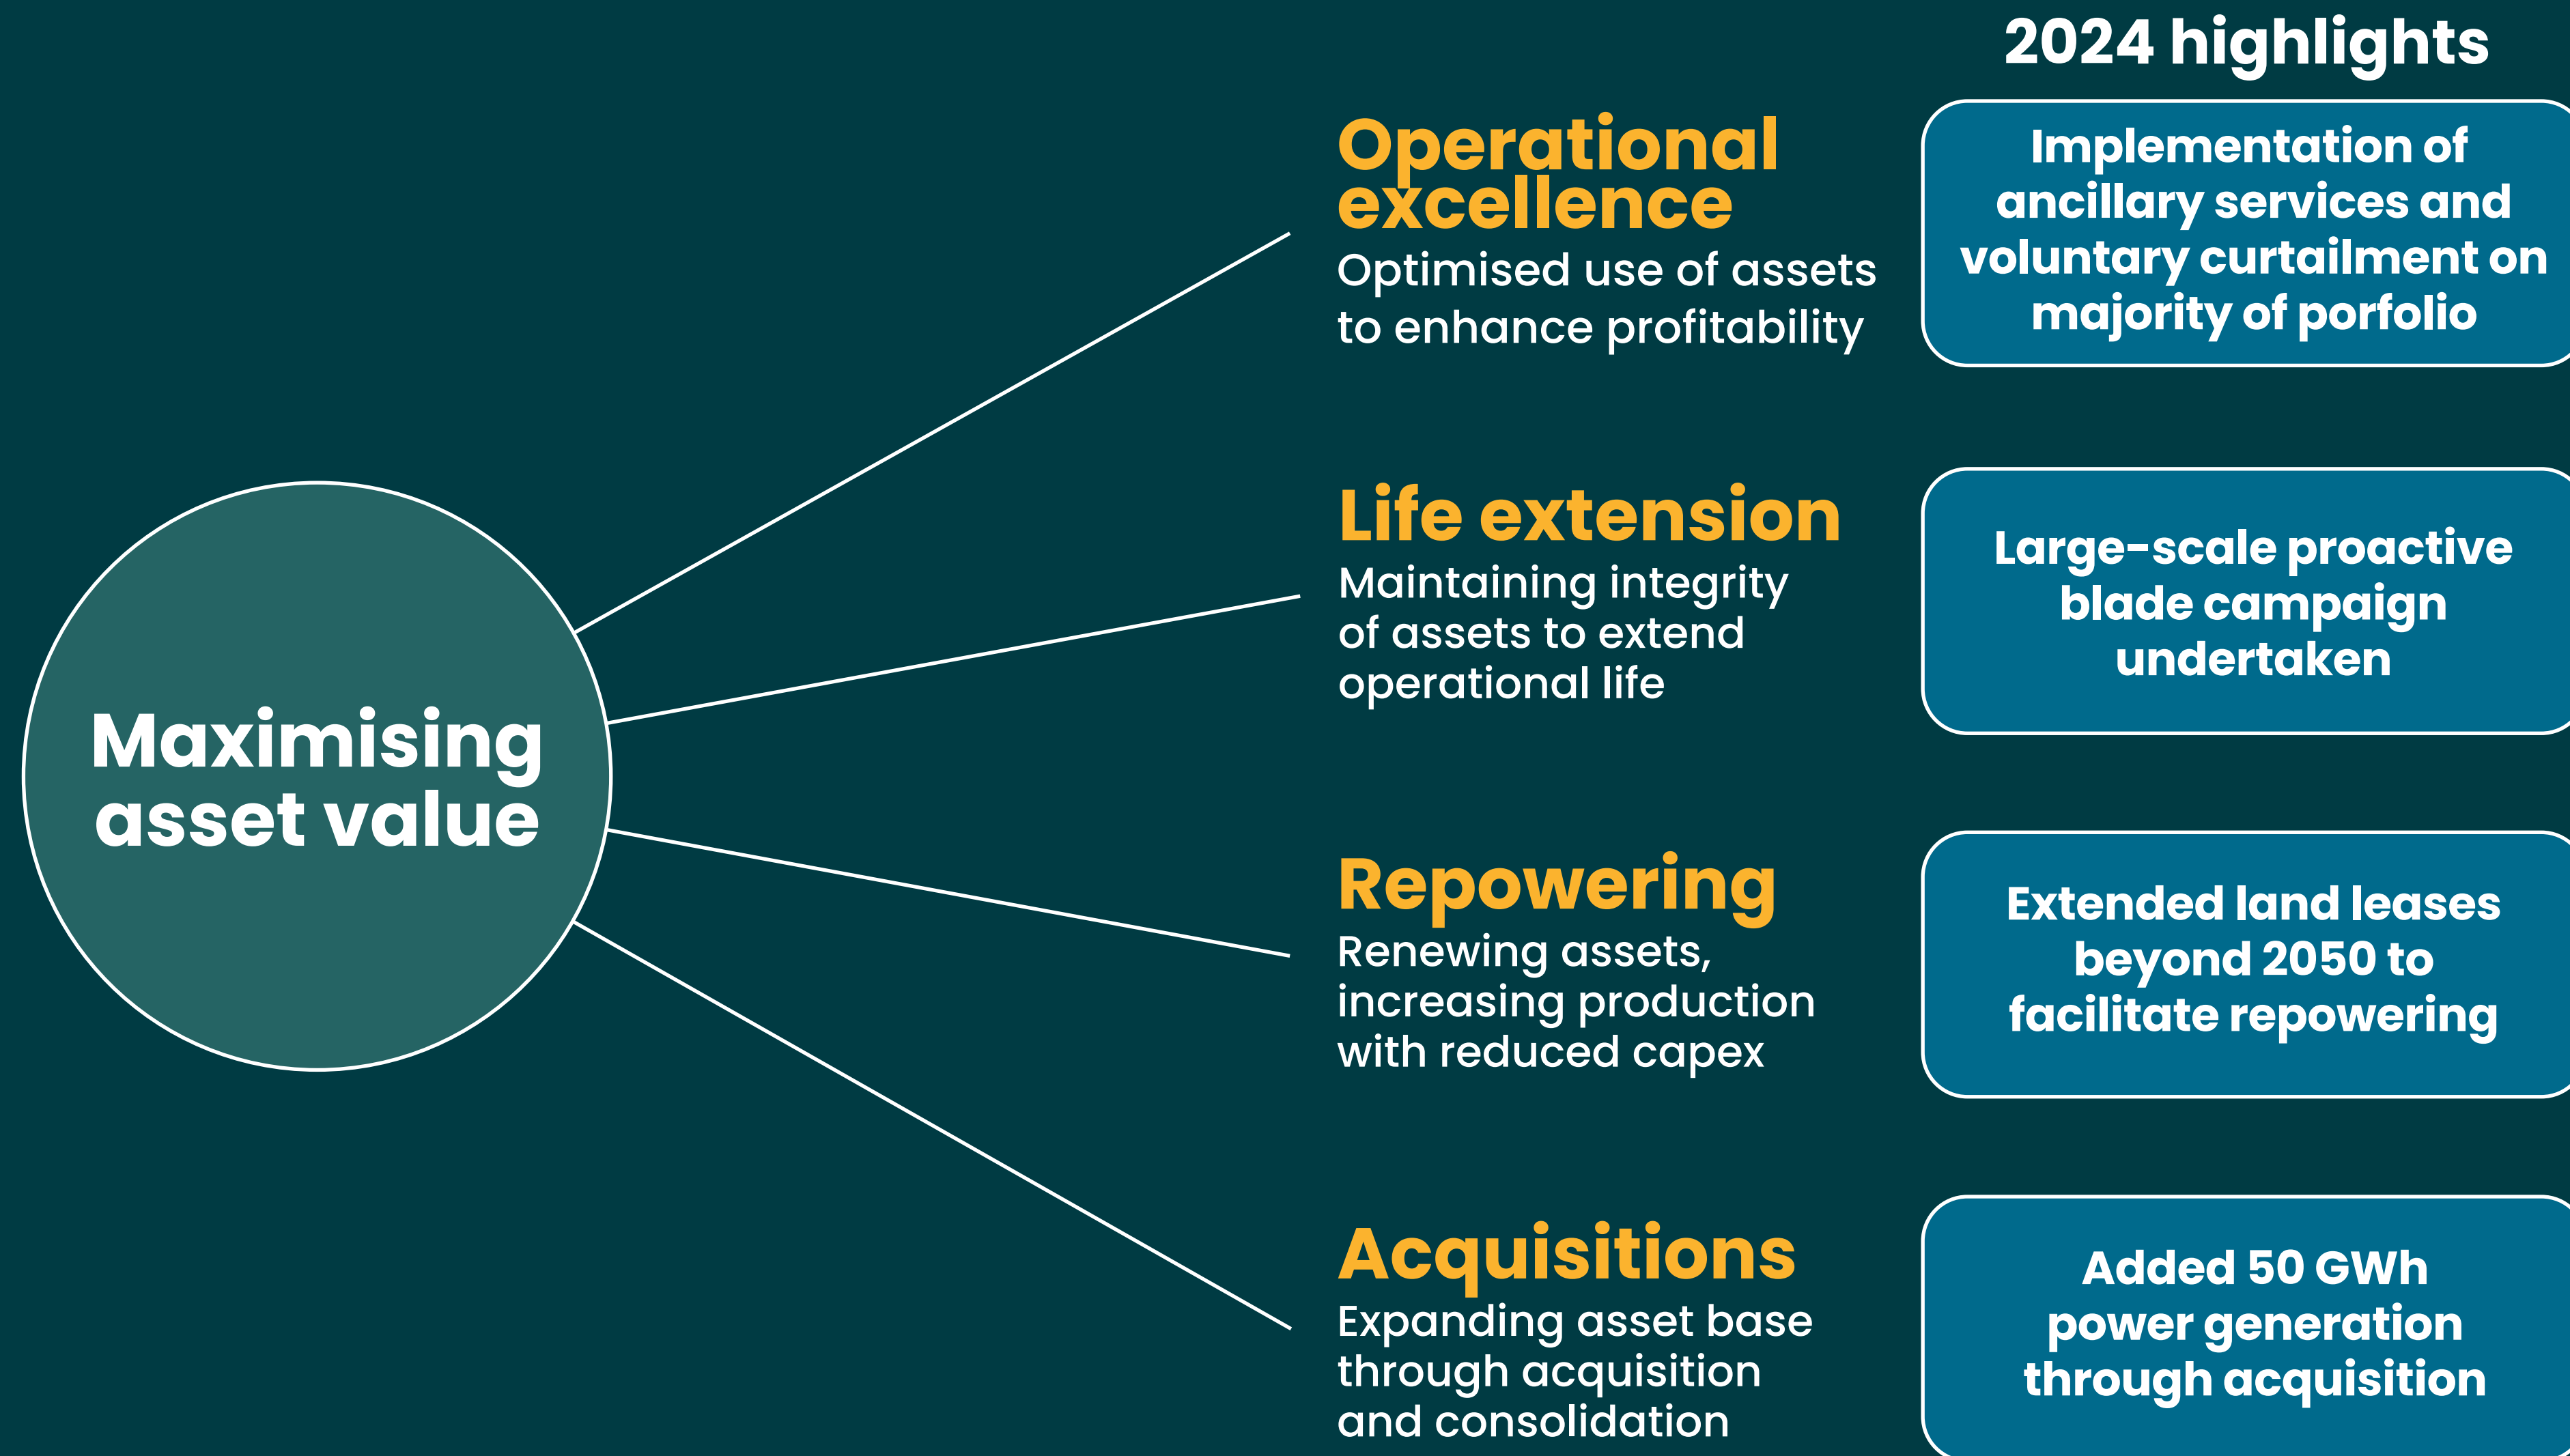 2024 highlights
Maximising
asset value
Operational
excellence
Optimised use of assets
to enhance profitability
Implementation of
ancillary services and
voluntary curtailment on
majority of porfolio
Life extension
Maintaining integrity
of assets to extend
operational life
Large-scale proactive
blade campaign
undertaken
Repowering
Renewing assets,
increasing production
with reduced capex
Extended land leases
beyond 2050 to
facilitate repowering
Acquisitions
Expanding asset base
through acquisition
and consolidation
Added 50 GWh
power generation
through acquisition